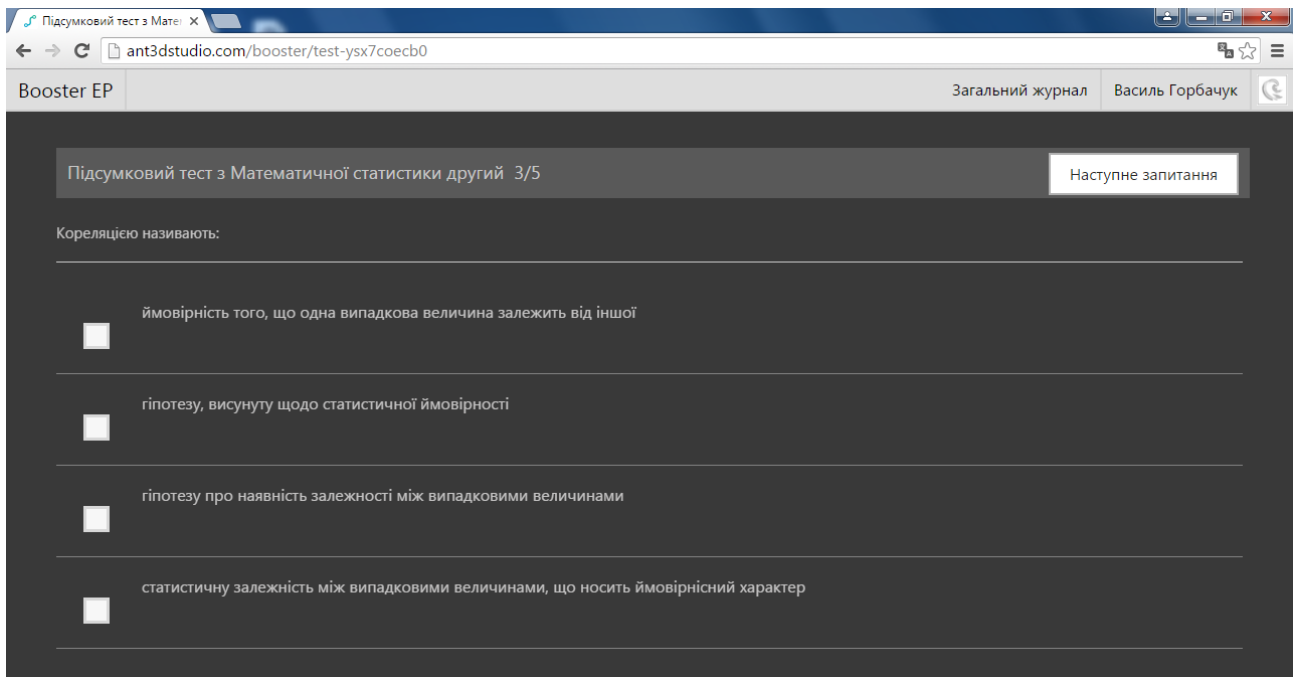 Підсумковий тест з Мате
ant3dstudio.com/booster/test-ysx7coecb0
Booster EP
Загальний журнал
Василь Горбачук
Підсумковий тест з Математичної статистики другий 3/5
Наступне запитання
Кореляцією називають:
ймовірність того, що одна випадкова величина залежить від іншої
гіпотезу, висунуту щодо статистичної ймовірності
гіпотезу про наявність залежності між випадковими величинами
статистичну залежність між випадковими величинами, що носить ймовірнісний характер